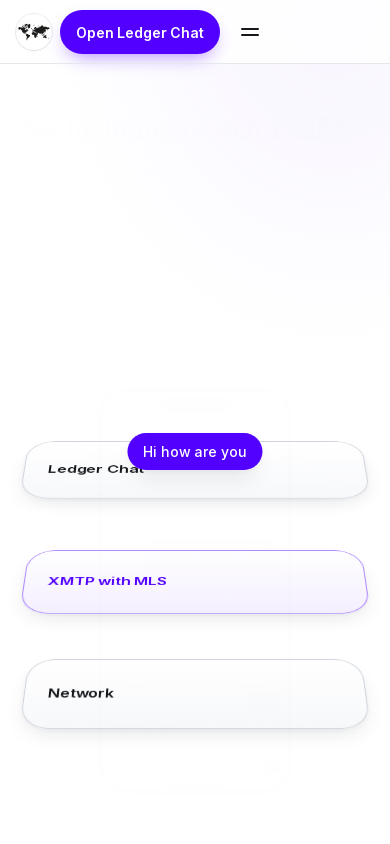 Open Ledger Chat
Hi how are you
Ledger Chat
XMTP with MLS
Network